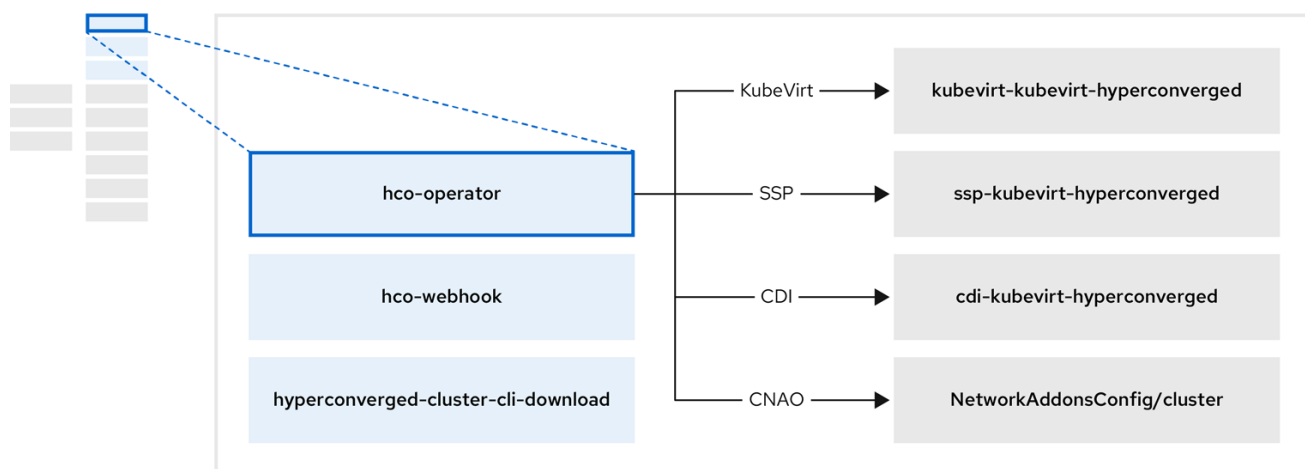 KubeVirt
kubevirt-kubevirt-hyperconverged
hco-operator
SSP
ssp-kubevirt-hyperconverged
hco-webhook
CDI
cdi-kubevirt-hyperconverged
hyperconverged-cluster-cli-download
CNAO
NetworkAddonsConfig/cluster